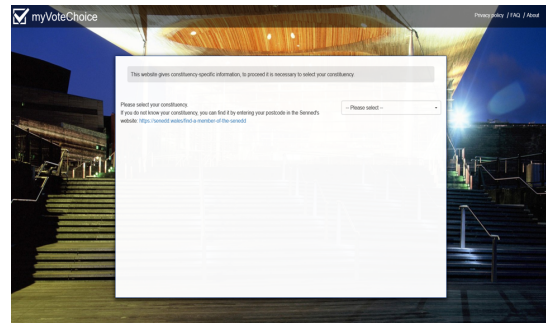 myVoteChoice
Privacy policy / FAQ / About
This website gives constituency-specific information, to proceed it is necessary to select your constituency.
Please select your constituency.
If you do not know your constituency, you can find it by entering your postcode in the Senned's
website: https://senedd.wales/find-a-member-of-the-senedd
-- Please select --